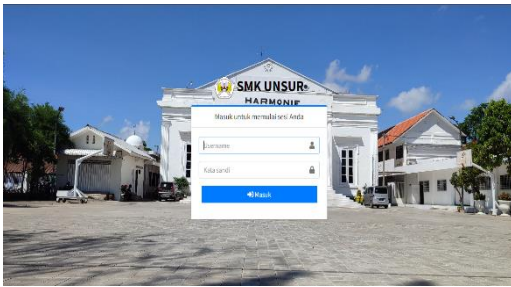 SMK UNSUR
HARMONIE
Masuk untuk memulai sesi Anda
Username
Kata sandi
Masuk